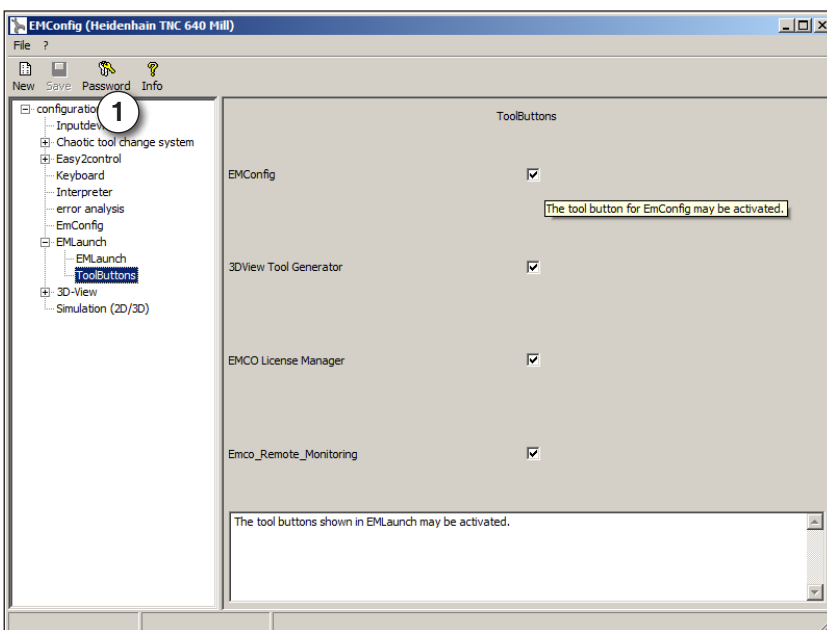 EMConfig (Heidenhain TNC 640 Mill)
File ?
New Save Password Info
1
configuratio
Inputdev
Chaotic tool change system
Easy2control
Keyboard
Interpreter
error analysis
EmConfig
EMLaunch
EMLaunch
ToolButtons
3D-View
Simulation (2D/3D)
ToolButtons
EMConfig
The tool button for EmConfig may be activated.
3DView Tool Generator
EMCO License Manager
Emco_Remote_Monitoring
The tool buttons shown in EMLaunch may be activated.